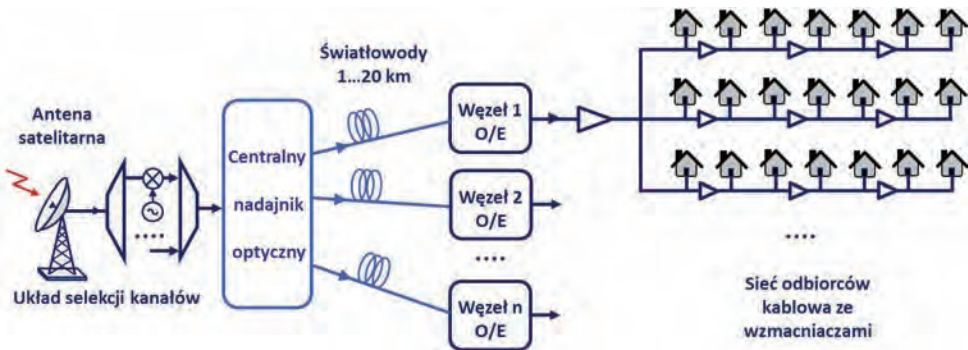 Antena
satelitarna
Układ selekcji kanałów
....
Centralny
nadajnik
optyczny
Światłowody
1...20 km
Węzeł 1
O/E
Węzeł 2
O/E
....
Węzeł n
O/E
....
Sieć odbiorców
kablowa ze
wzmacniaczami